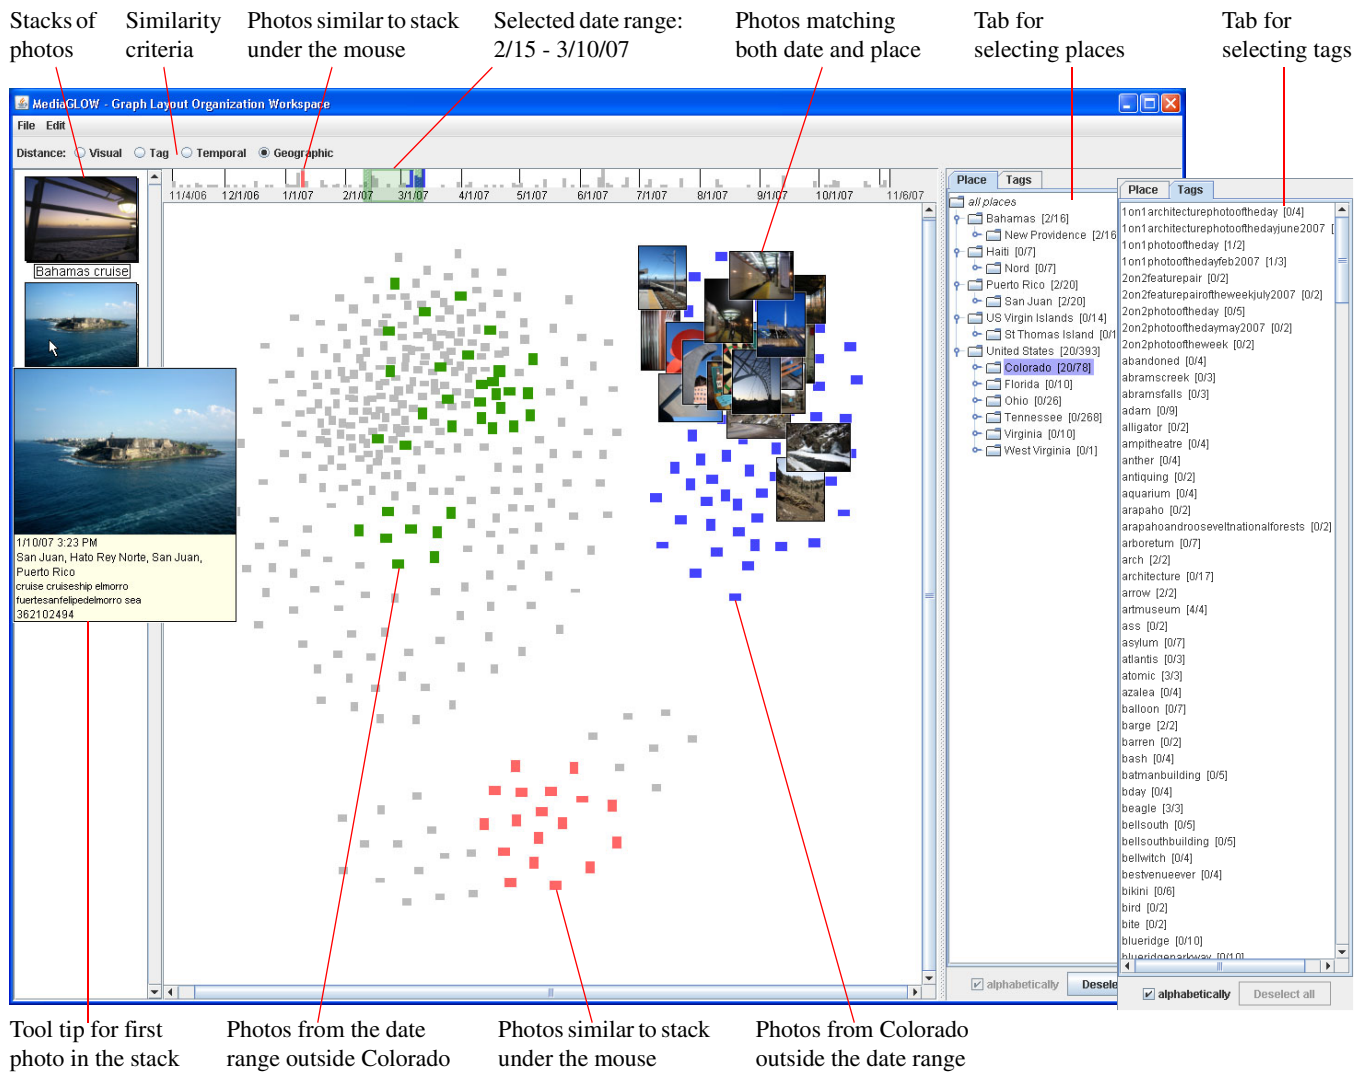 Stacks of
photos
Similarity
criteria
Photos similar to stack
under the mouse
Selected date range:
2/15 - 3/10/07
Photos matching
both date and place
Tab for
selecting places
Tab for
selecting tags
MediaGLOW - Graph Layout Organization Workspace
File Edit
Distance: Visual Tag Temporal Geographic
11/4/06 12/1/06 1/1/07 2/1/07 3/1/07 4/1/07 5/1/07 6/1/07 7/1/07 8/1/07 9/1/07 10/1/07 11/6/07
Bahamas cruise
1/10/07 3:23 PM
San Juan, Hato Rey Norte, San Juan,
Puerto Rico
cruise cruiseship elmorro
fuertesanfelipedelmorro sea
362102494
Place Tags
all places
Bahamas [2/16]
New Providence [2/16
Haiti [0/7]
Nord [0/7]
Puerto Rico [2/20]
San Juan [2/20]
US Virgin Islands [0/14]
St Thomas Island [0/1
United States [20/393]
Colorado [20/78]
Florida [0/10]
Ohio [0/26]
Tennessee [0/268]
Virginia [0/10]
West Virginia [0/1]
alphabetically Desele
Place Tags
1on1architecturephotooftheday [0/4]
1on1architecturephotoofthedayjune2007 [
1on1photooftheday [1/2]
1on1photoofthedayfeb2007 [1/3]
2on2featurepair [0/2]
2on2featurepairoftheweekjuly2007 [0/2]
2on2photooftheday [0/5]
2on2photoofthedaymay2007 [0/2]
2on2photooftheweek [0/2]
abandoned [0/4]
abramscreek [0/3]
abramsfalls [0/3]
adam [0/9]
alligator [0/2]
ampitheatre [0/4]
anther [0/4]
antiquing [0/2]
aquarium [0/4]
arapaho [0/2]
arapahoandrooseveltnationalforests [0/2]
arboretum [0/7]
arch [2/2]
architecture [0/17]
arrow [2/2]
artmuseum [4/4]
ass [0/2]
asylum [0/7]
atlantis [0/3]
atomic [3/3]
azalea [0/4]
balloon [0/7]
barge [2/2]
barren [0/2]
bash [0/4]
batmanbuilding [0/5]
bday [0/4]
beagle [3/3]
bellsouth [0/5]
bellsouthbuilding [0/5]
bellwitch [0/4]
bestvenueever [0/4]
bikini [0/6]
bird [0/2]
bite [0/2]
blueridge [0/10]
blueridgeparkway [0/10]
alphabetically Deselect all
Tool tip for first
photo in the stack
Photos from the date
range outside Colorado
Photos similar to stack
under the mouse
Photos from Colorado
outside the date range